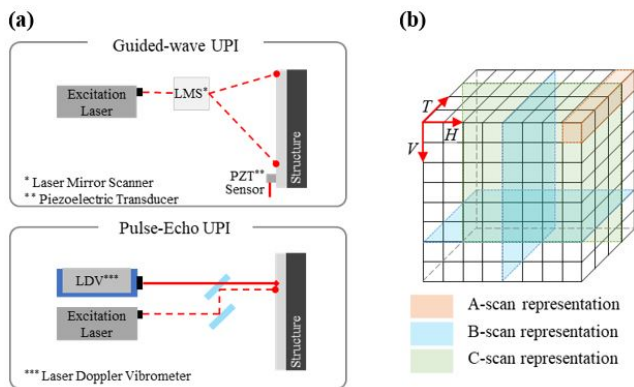 (a)
Guided-wave UPI
Excitation
Laser
LMS*
Structure
PZT**
Sensor
* Laser Mirror Scanner
** Piezoelectric Transducer
Pulse-Echo UPI
LDV***
Excitation
Laser
Structure
*** Laser Doppler Vibrometer
(b)
T
H
V
A-scan representation
B-scan representation
C-scan representation